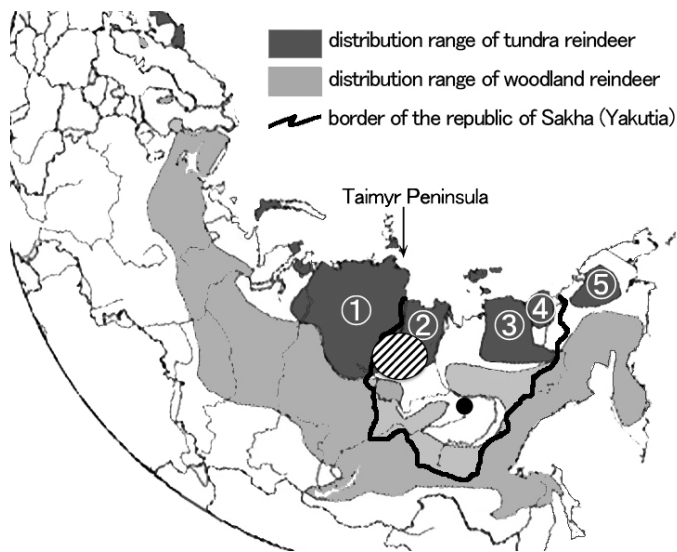 distribution range of tundra reindeer
distribution range of woodland reindeer
border of the republic of Sakha (Yakutia)
Taimyr Peninsula
① ② ③ ④ ⑤